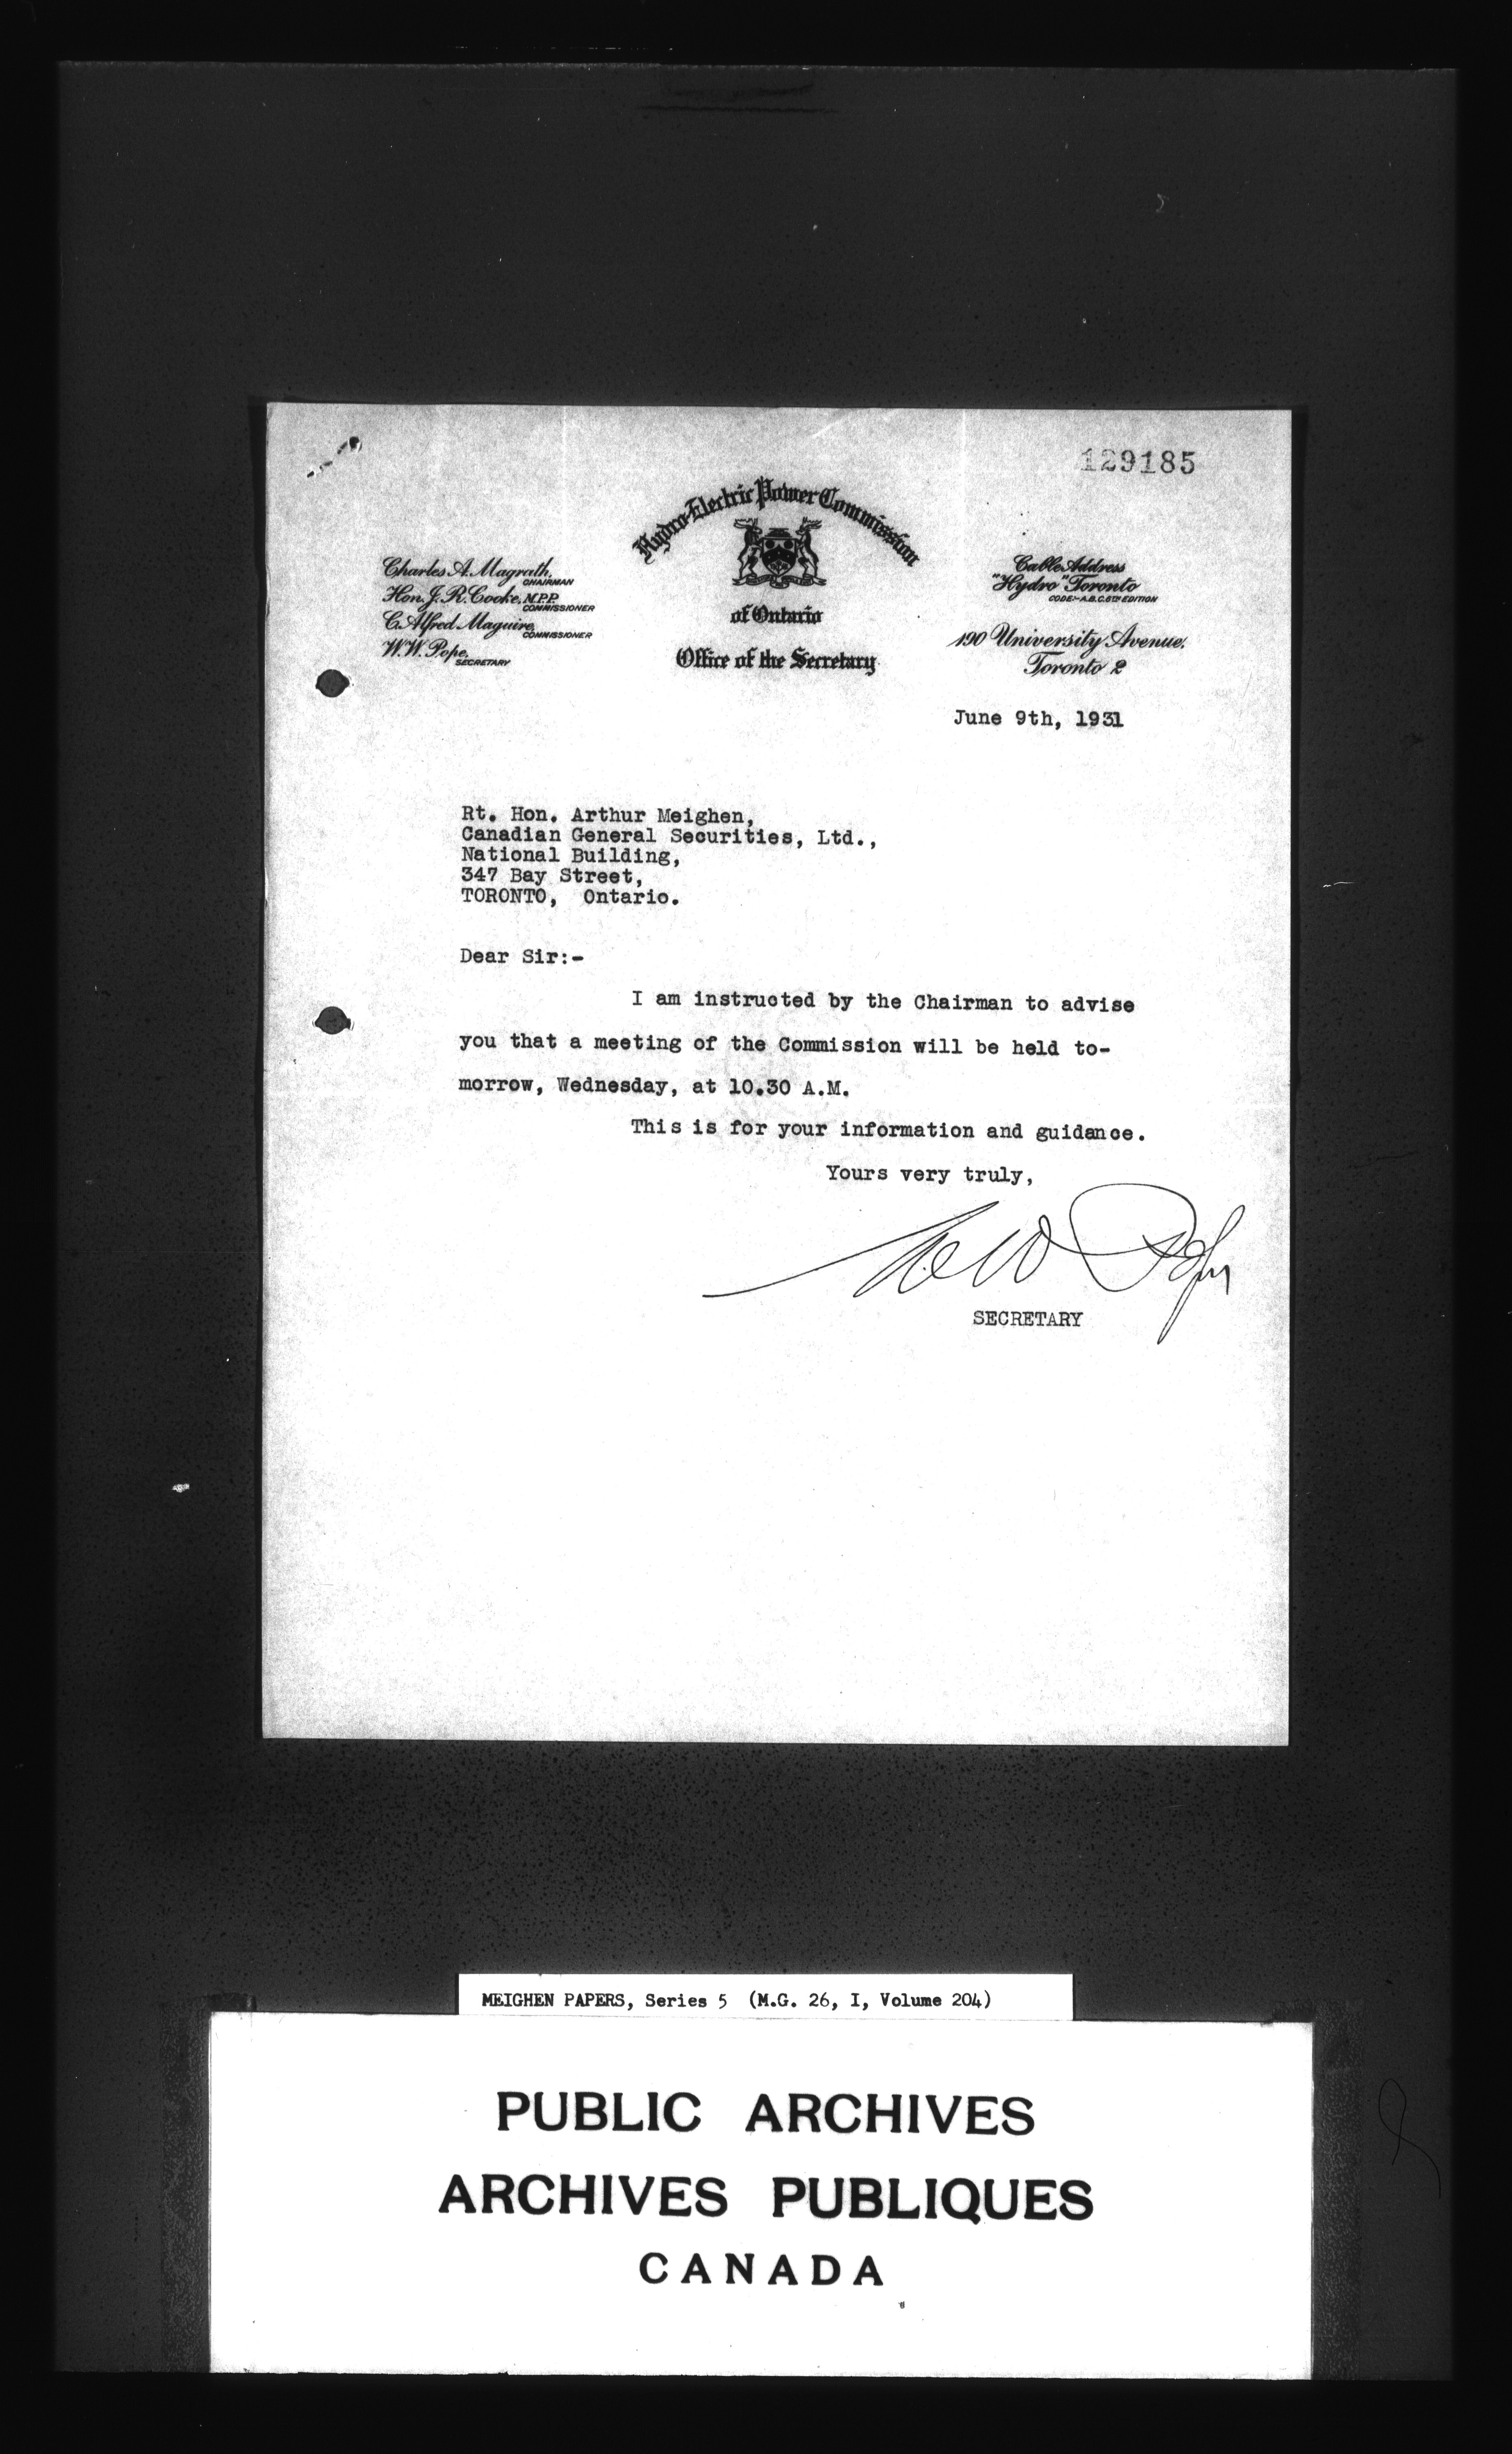 129185
Hydro-Electric Power Commission
of Ontario
Office of the Secretary
Charles A. Magrath,
CHAIRMAN
Hon. J. R. Cooke, M.P.P.
COMMISSIONER
C. Alfred Maguire,
COMMISSIONER
W. W. Pope,
SECRETARY
Cable Address
"Hydro" Toronto
CODE:- A.B.C. 6TH EDITION
190 University Avenue,
Toronto 2
June 9th, 1931
Rt. Hon. Arthur Meighen,
Canadian General Securities, Ltd.,
National Building,
347 Bay Street,
TORONTO, Ontario.
Dear Sir:-
I am instructed by the Chairman to advise
you that a meeting of the Commission will be held to-
morrow, Wednesday, at 10.30 A.M.
This is for your information and guidance.
Yours very truly,
W W Pope
SECRETARY
MEIGHEN PAPERS, Series 5 (M.G. 26, I, Volume 204)
PUBLIC ARCHIVES
ARCHIVES PUBLIQUES
CANADA